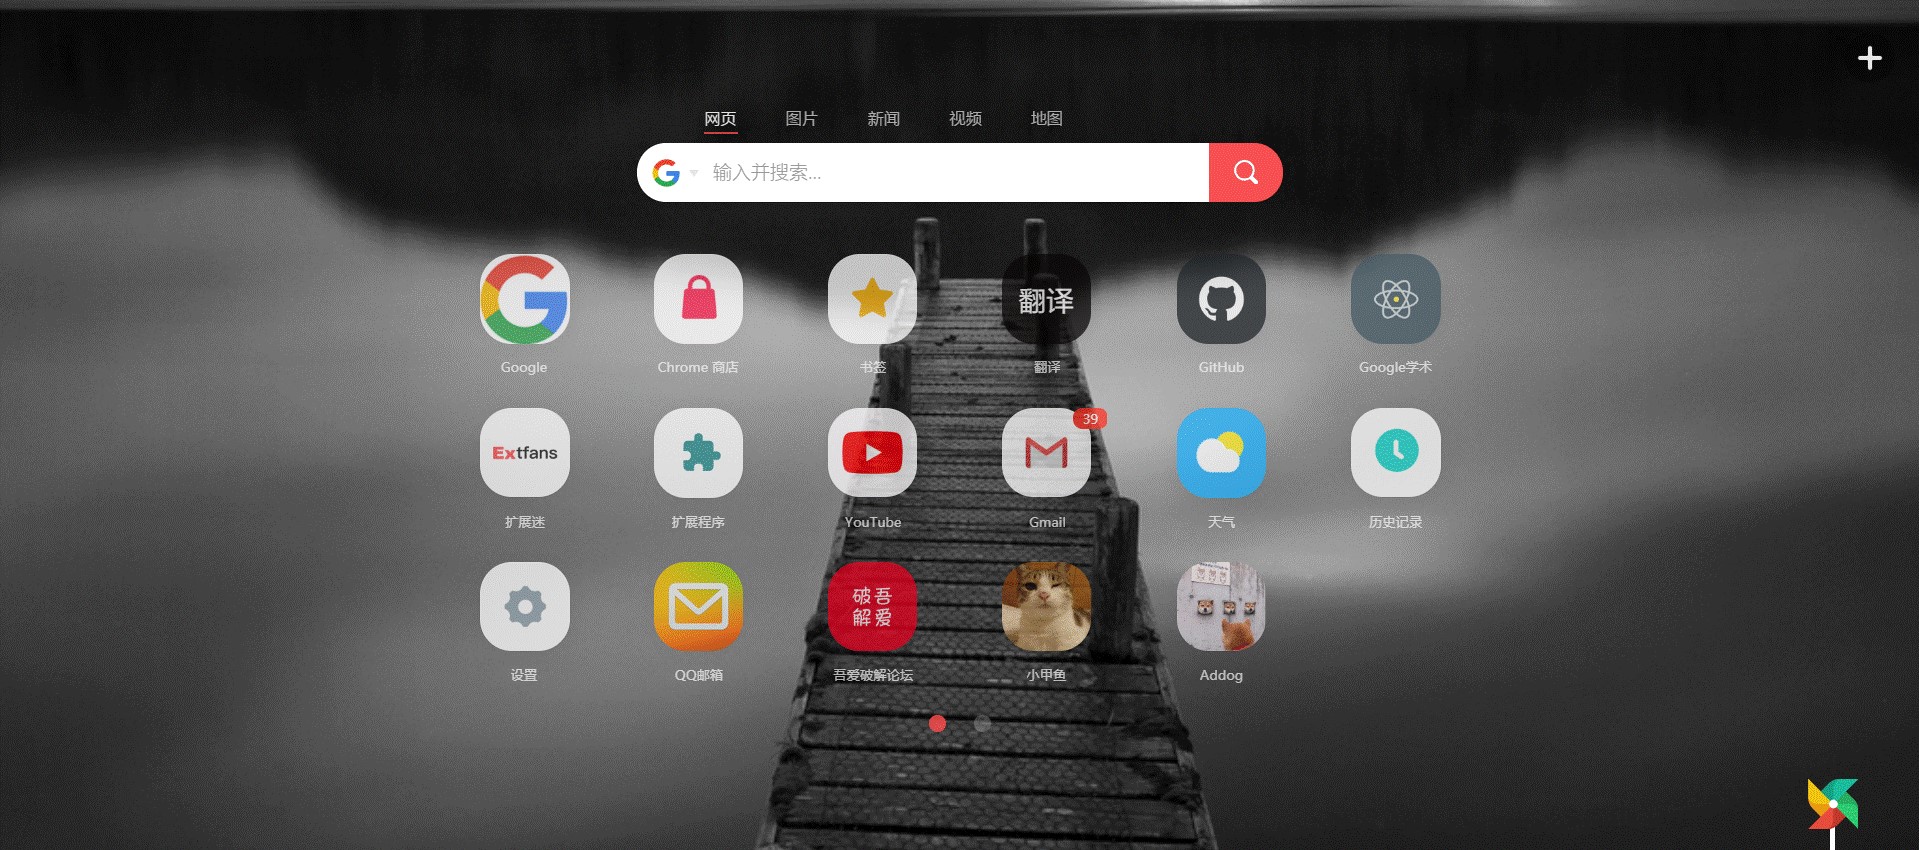 网页 图片 新闻 视频 地图
输入并搜索...
翻译
Google Chrome 商店 书签 翻译 GitHub Google学术
39
Extfans
扩展迷 扩展程序 YouTube Gmail 天气 历史记录
破吾
解爱
设置 QQ邮箱 吾爱破解论坛 小甲鱼 Addog